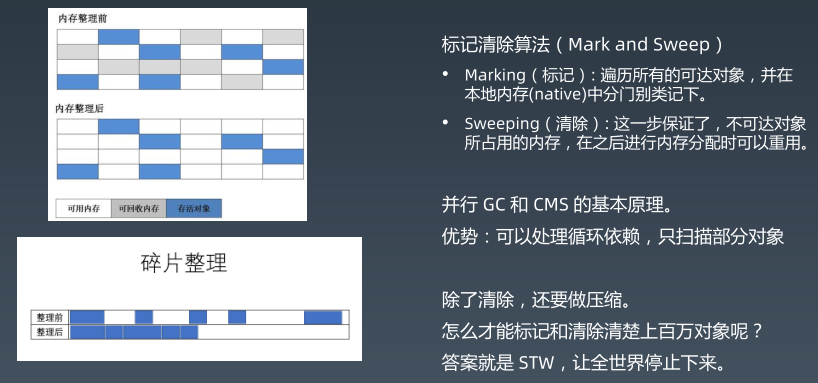 内存整理前
内存整理后
可用内存 可回收内存 存活对象
碎片整理
整理前
整理后
标记清除算法（Mark and Sweep）
• Marking（标记）: 遍历所有的可达对象，并在
本地内存(native)中分门别类记下。
• Sweeping（清除）: 这一步保证了，不可达对象
所占用的内存，在之后进行内存分配时可以重用。
并行 GC 和 CMS 的基本原理。
优势：可以处理循环依赖，只扫描部分对象
除了清除，还要做压缩。
怎么才能标记和清除清楚上百万对象呢？
答案就是 STW，让全世界停止下来。